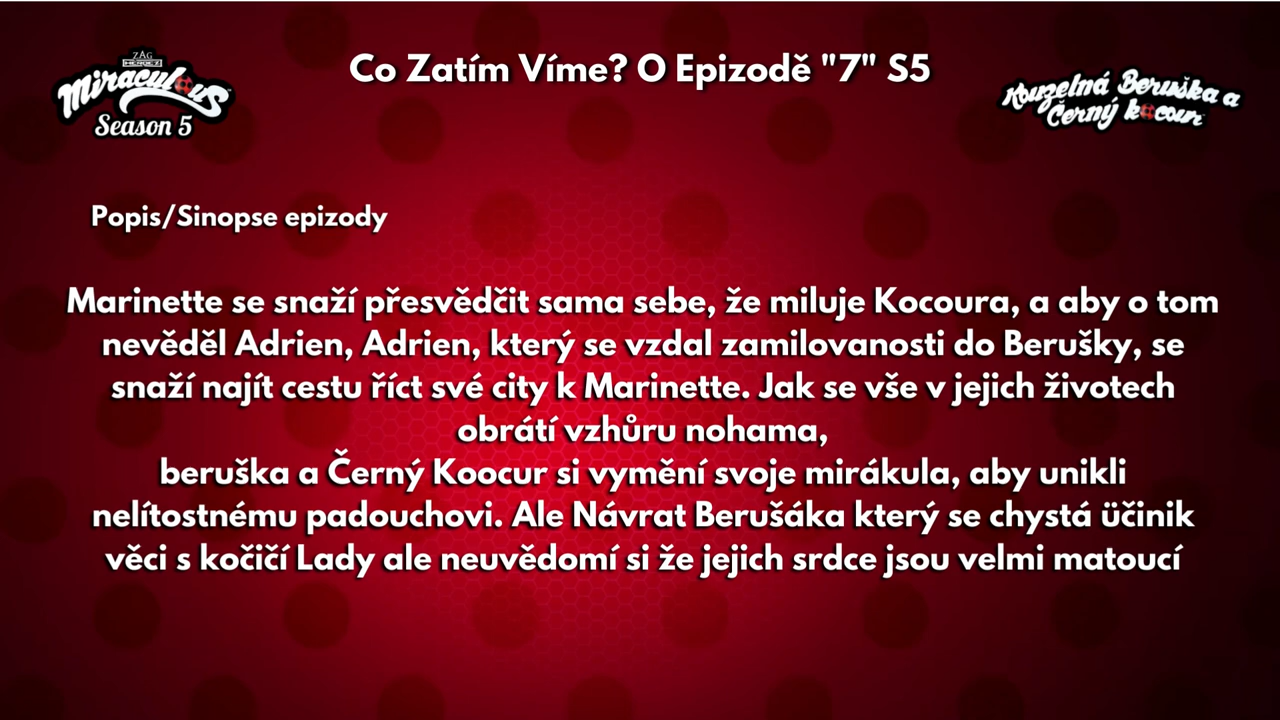 Co Zatím Víme? O Epizodě "7" S5
ZAG
HEROEZ
Miraculous
Season 5
Kouzelná Beruška a
Černý kocour
Popis/Sinopse epizody
Marinette se snaží přesvědčit sama sebe, že miluje Kocoura, a aby o tom
nevěděl Adrien, Adrien, který se vzdal zamilovanosti do Berušky, se
snaží najít cestu říct své city k Marinette. Jak se vše v jejich životech
obrátí vzhůru nohama,
beruška a Černý Koocur si vymění svoje mirákula, aby unikli
nelítostnému padouchovi. Ale Návrat Berušáka který se chystá üčinik
věci s kočičí Lady ale neuvědomí si že jejich srdce jsou velmi matoucí